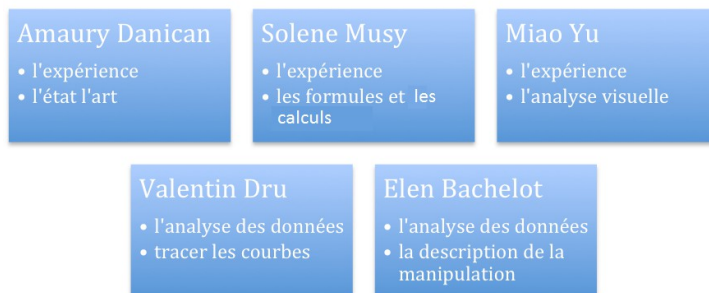 Amaury Danican
• l'expérience
• l'état l'art
Solene Musy
• l'expérience
• les formules et les
calculs
Miao Yu
• l'expérience
• l'analyse visuelle
Valentin Dru
• l'analyse des données
• tracer les courbes
Elen Bachelot
• l'analyse des données
• la description de la
manipulation